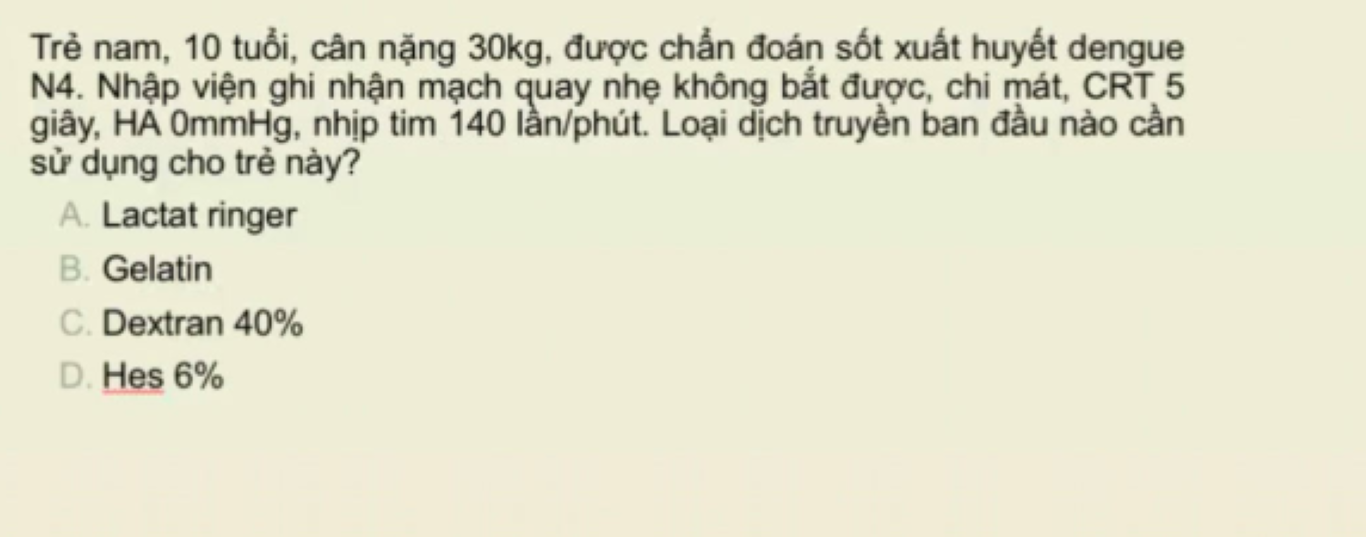 Trẻ nam, 10 tuổi, cân nặng 30kg, được chẩn đoán sốt xuất huyết dengue
N4. Nhập viện ghi nhận mạch quay nhẹ không bắt được, chi mát, CRT 5
giây, HA 0mmHg, nhịp tim 140 lần/phút. Loại dịch truyền ban đầu nào cần
sử dụng cho trẻ này?
A. Lactat ringer
B. Gelatin
C. Dextran 40%
D. Hes 6%